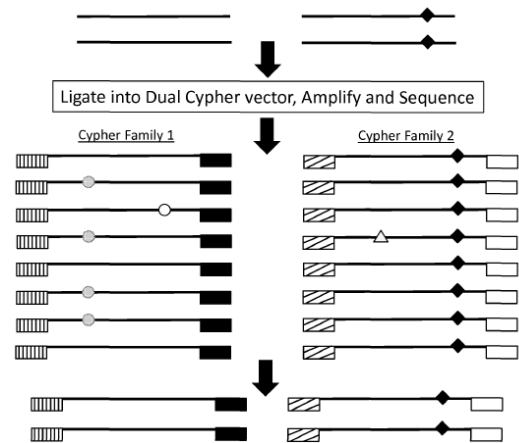 Ligate into Dual Cypher vector, Amplify and Sequence
Cypher Family 1
Cypher Family 2